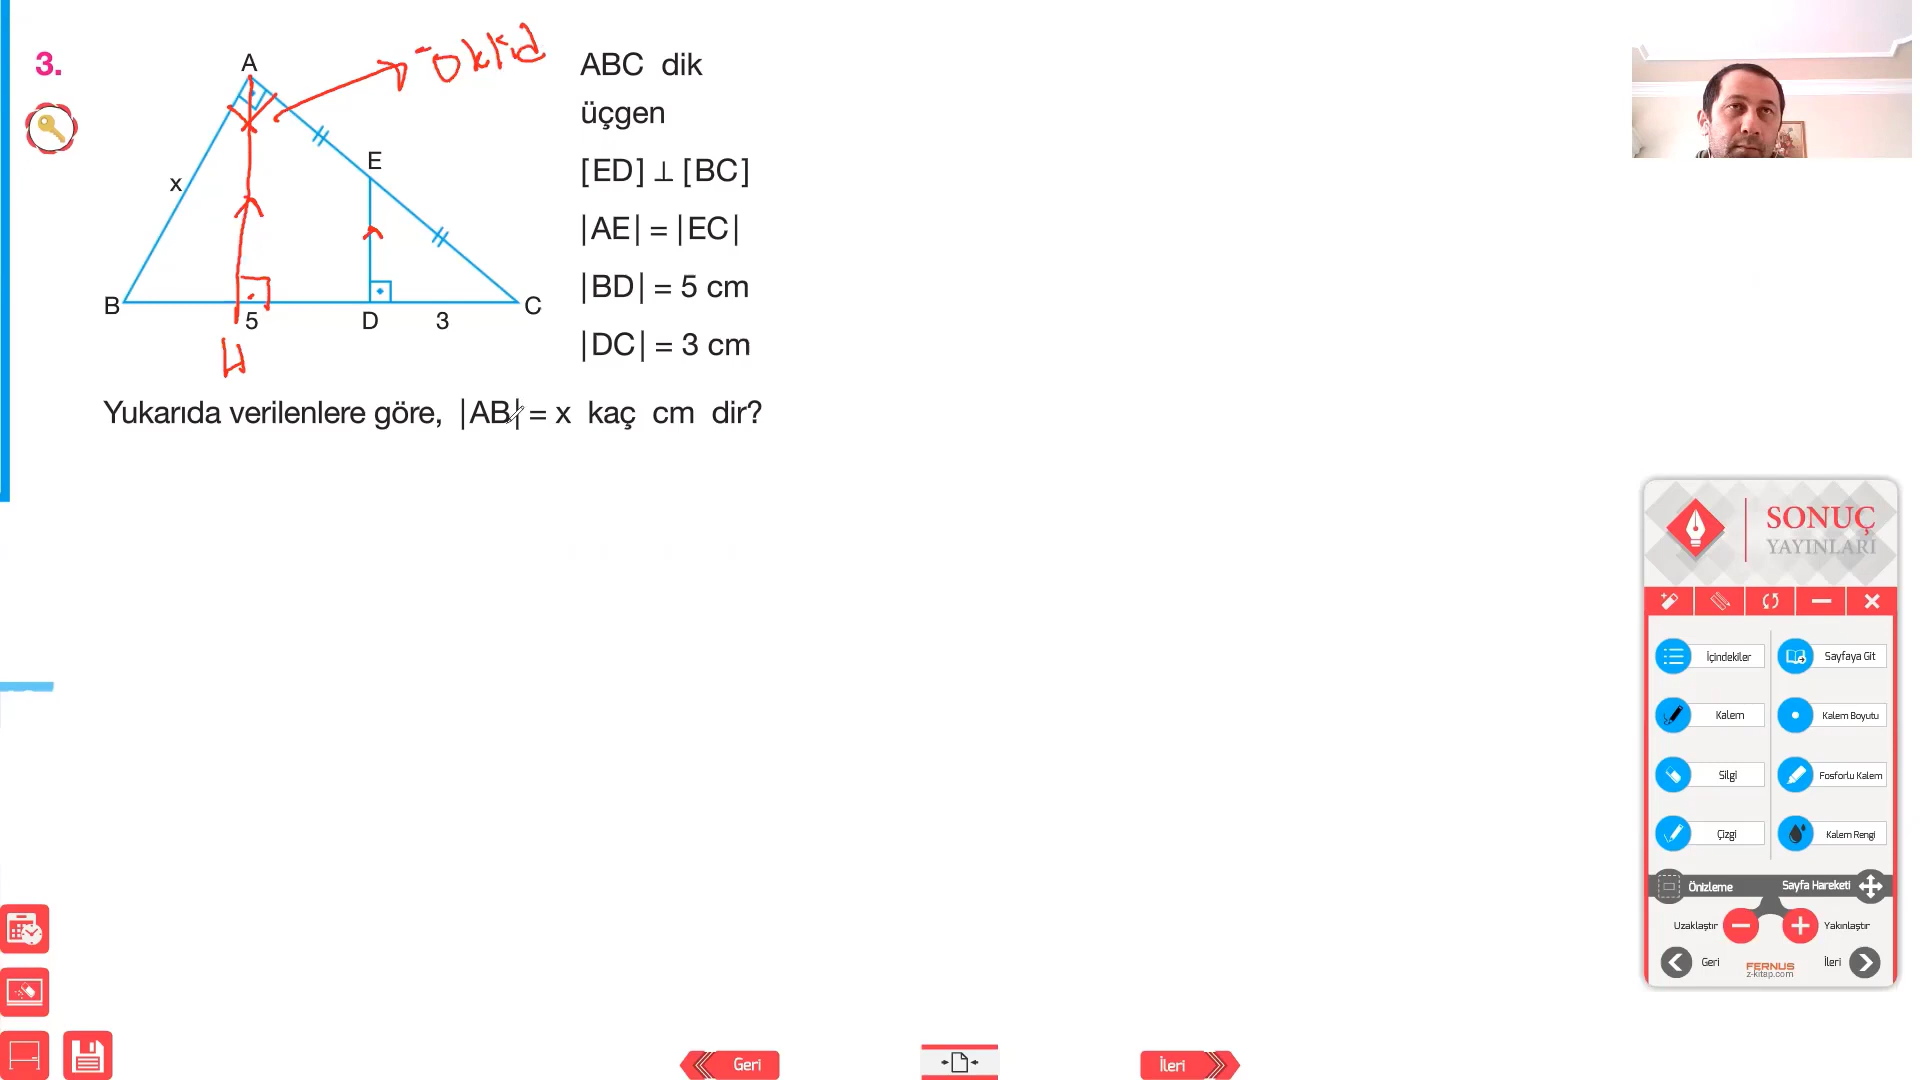 3.
A
öklid
E
x
B
5
D
3
C
H
ABC dik
üçgen
[ED] ⊥ [BC]
|AE| = |EC|
|BD| = 5 cm
|DC| = 3 cm
Yukarıda verilenlere göre, |AB| = x kaç cm dir?
SONUÇ
YAYINLARI
İçindekiler
Sayfaya Git
Kalem
Kalem Boyutu
Silgi
Fosforlu Kalem
Çizgi
Kalem Rengi
Önizleme
Sayfa Hareketi
Uzaklaştır
Yakınlaştır
Geri
FERNUS
z-kitap.com
İleri
Geri
İleri